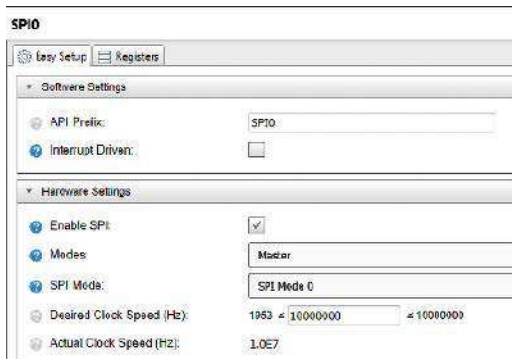 SPI0
Easy Setup Registers
Software Settings
API Prefix: SPI0
Interrupt Driven:
Hardware Settings
Enable SPI:
Modes Master
SPI Mode: SPI Mode 0
Desired Clock Speed (Hz): 1953 ≤ 10000000 ≤ 10000000
Actual Clock Speed (Hz): 1.0E7